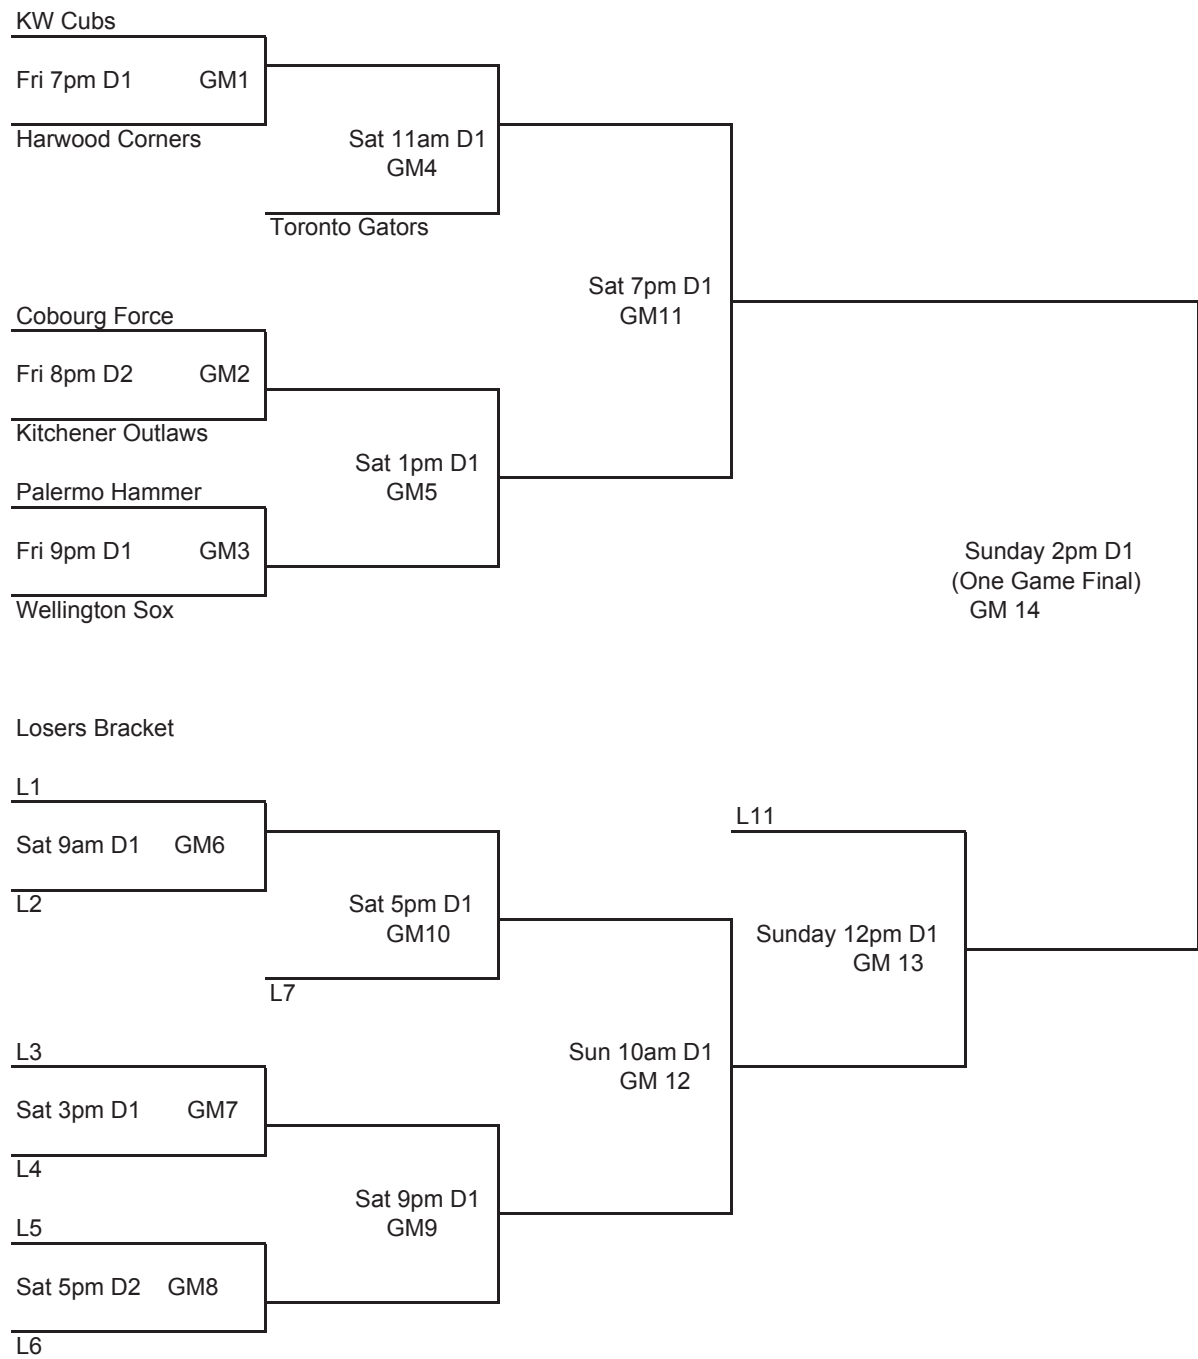 KW Cubs
Fri 7pm D1 GM1
Harwood Corners
Sat 11am D1
GM4
Toronto Gators
Sat 7pm D1
GM11
Cobourg Force
Fri 8pm D2 GM2
Kitchener Outlaws
Sat 1pm D1
GM5
Palermo Hammer
Fri 9pm D1 GM3
Wellington Sox
Sunday 2pm D1
(One Game Final)
GM 14
Losers Bracket
L1
Sat 9am D1 GM6
L2
Sat 5pm D1
GM10
L7
L11
Sunday 12pm D1
GM 13
Sun 10am D1
GM 12
L3
Sat 3pm D1 GM7
L4
Sat 9pm D1
GM9
L5
Sat 5pm D2 GM8
L6